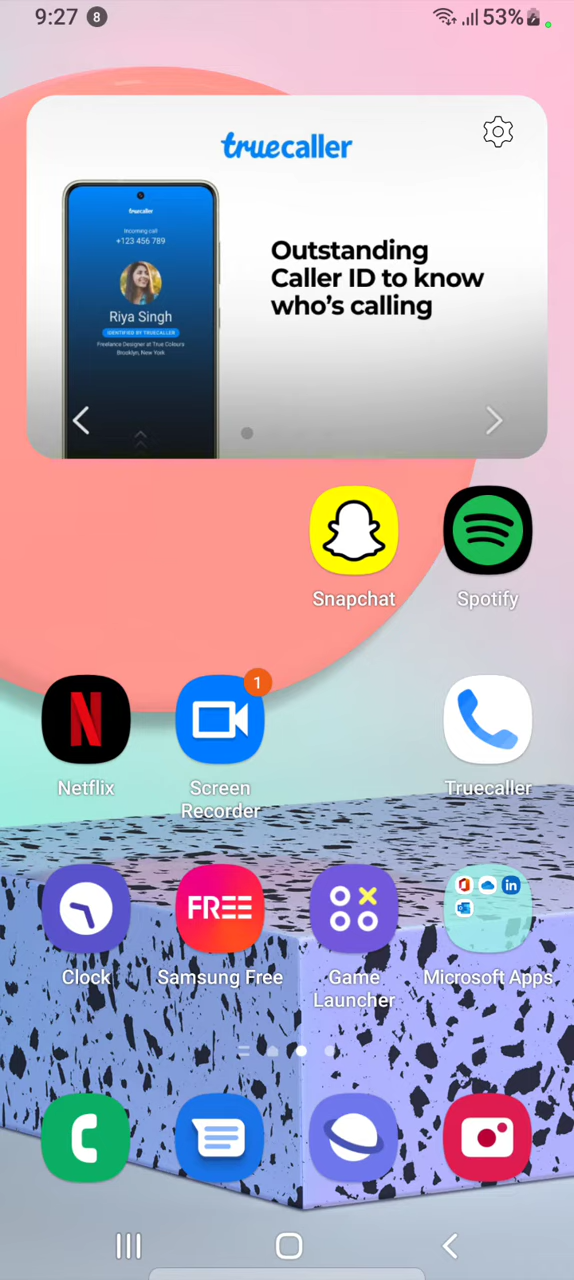 9:27 8 53%
truecaller
truecaller
Incoming call
+123 456 789
Riya Singh
IDENTIFIED BY TRUECALLER
Freelance Designer at True Colours
Brooklyn, New York
Outstanding
Caller ID to know
who's calling
Snapchat
Spotify
N
1
Netflix
Screen
Recorder
Truecaller
FREE
in
Clock
Samsung Free
Game
Launcher
Microsoft Apps